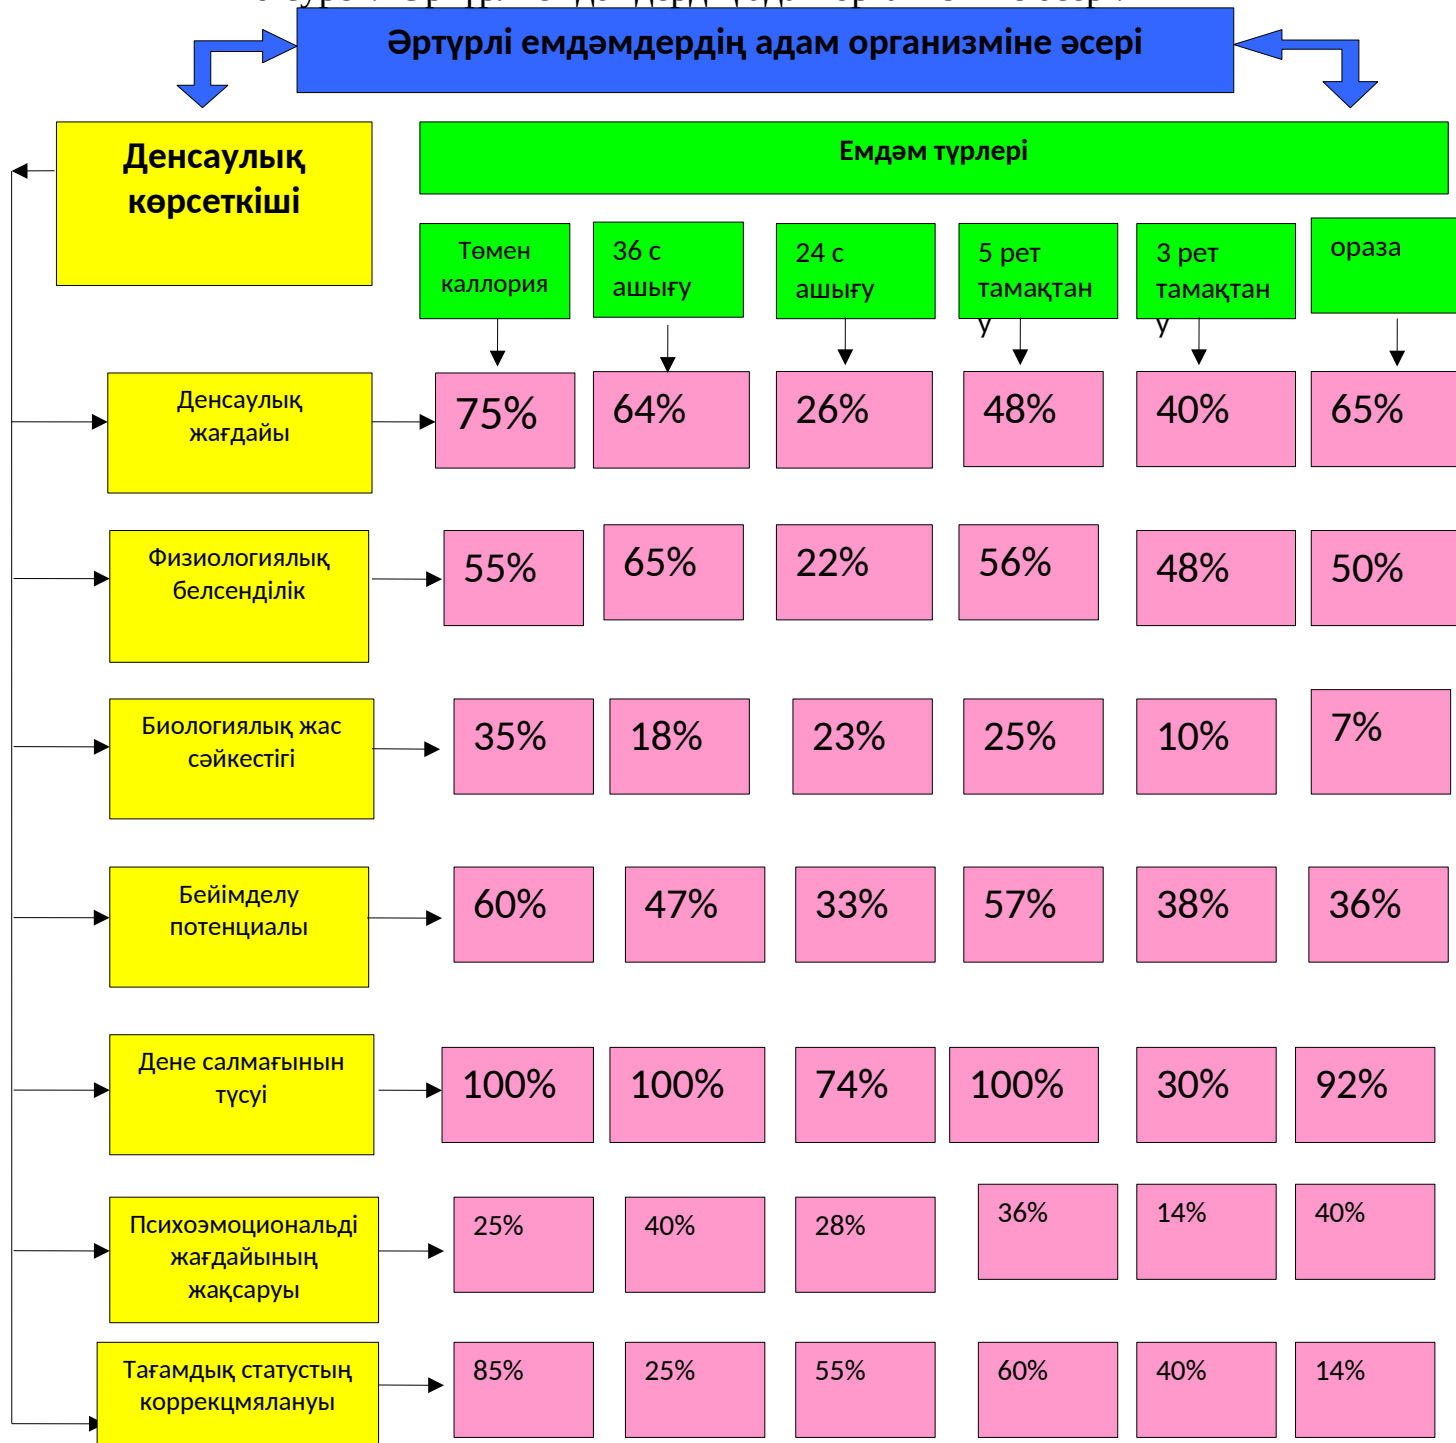 Әртүрлі емдәмдердің адам организміне әсері
Денсаулық
көрсеткіші
Емдәм түрлері
Төмен
каллория
36 с
ашығу
24 с
ашығу
5 рет
тамақтан
у
3 рет
тамақтан
у
ораза
Денсаулық
жағдайы
75%
64%
26%
48%
40%
65%
Физиологиялық
белсенділік
55%
65%
22%
56%
48%
50%
Биологиялық жас
сәйкестігі
35%
18%
23%
25%
10%
7%
Бейімделу
потенциалы
60%
47%
33%
57%
38%
36%
Дене салмағынын
түсуі
100%
100%
74%
100%
30%
92%
Психоэмоциональді
жағдайының
жақсаруы
25%
40%
28%
36%
14%
40%
Тағамдық статустың
коррекцмялануы
85%
25%
55%
60%
40%
14%